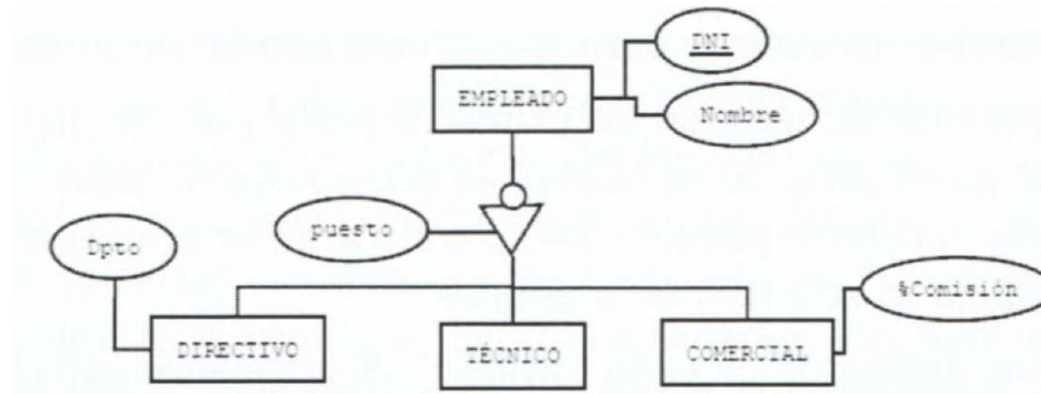 DNI
EMPLEADO
Nombre
puesto
Dpto
%Comisión
DIRECTIVO
TÉCNICO
COMERCIAL